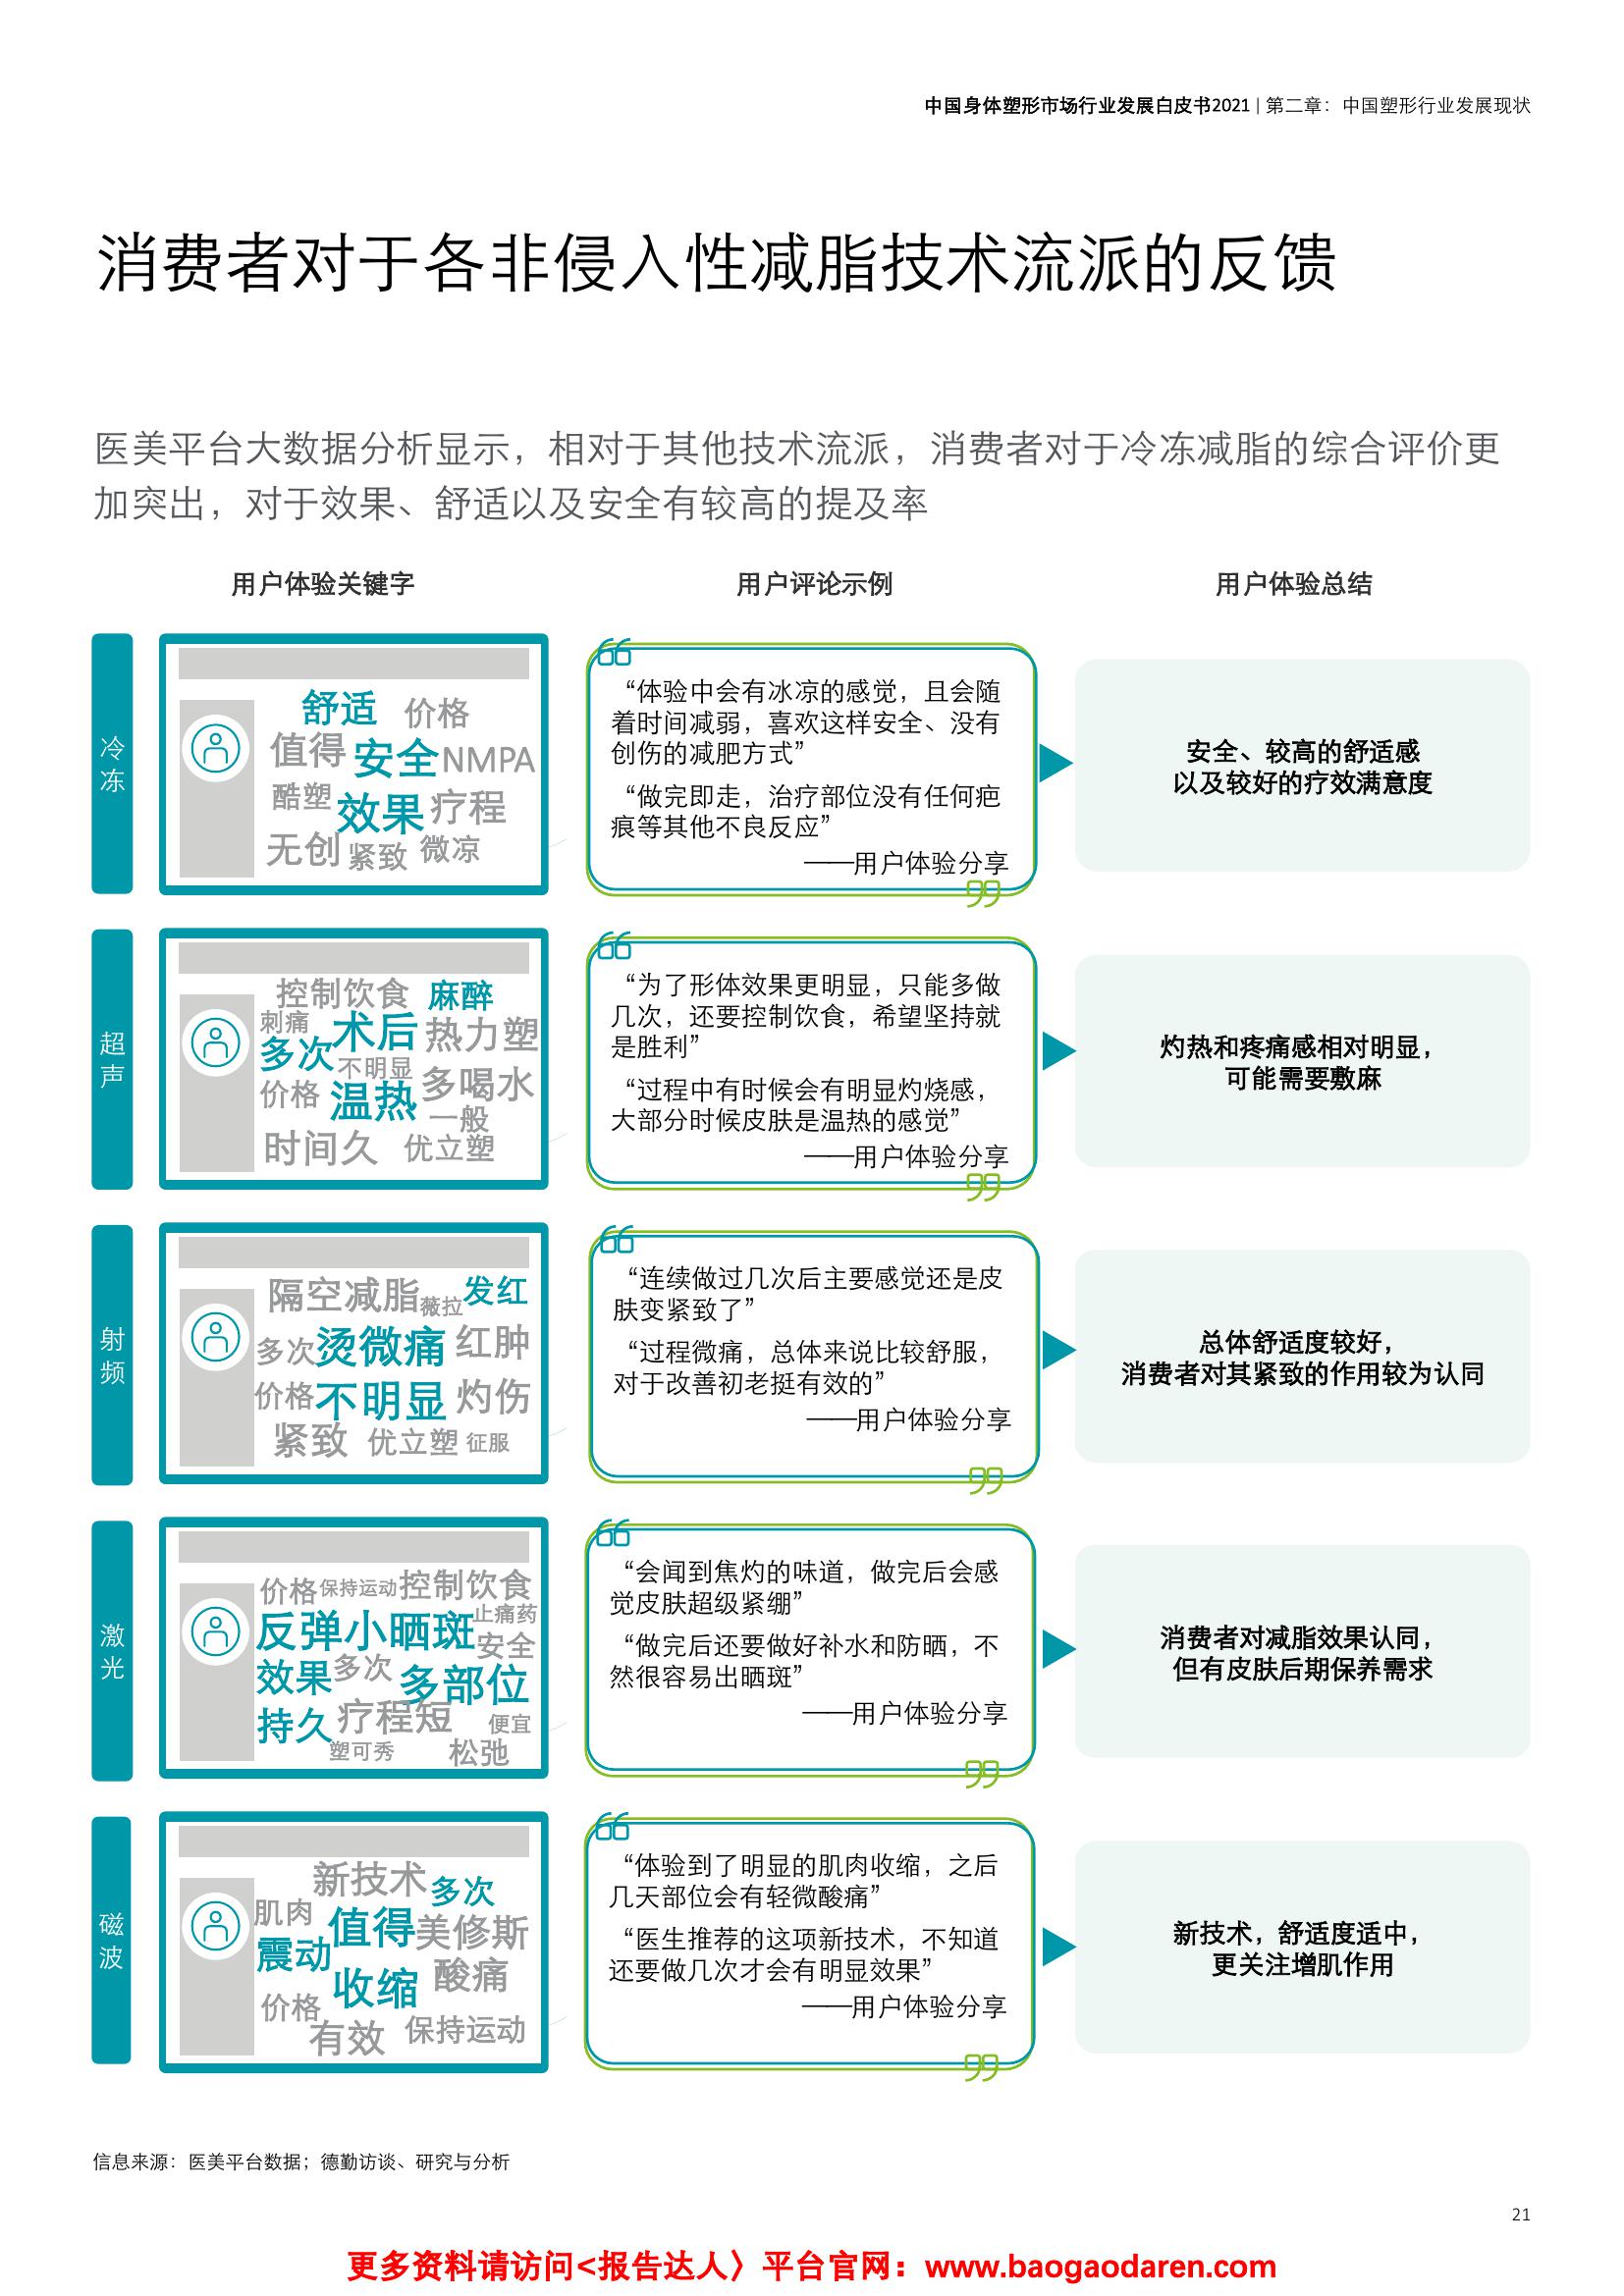 中国身体塑形市场行业发展白皮书2021 | 第二章：中国塑形行业发展现状
消费者对于各非侵入性减脂技术流派的反馈
医美平台大数据分析显示，相对于其他技术流派，消费者对于冷冻减脂的综合评价更
加突出，对于效果、舒适以及安全有较高的提及率
用户体验关键字
用户评论示例
用户体验总结
冷冻
舒适 价格
值得 安全 NMPA
酷塑 效果 疗程
无创 紧致 微凉
“体验中会有冰凉的感觉，且会随
着时间减弱，喜欢这样安全、没有
创伤的减肥方式”
“做完即走，治疗部位没有任何疤
痕等其他不良反应”
——用户体验分享
安全、较高的舒适感
以及较好的疗效满意度
超声
控制饮食 麻醉
刺痛 术后 热力塑
多次 不明显 多喝水
价格 温热 一般
时间久 优立塑
“为了形体效果更明显，只能多做
几次，还要控制饮食，希望坚持就
是胜利”
“过程中有时候会有明显灼烧感，
大部分时候皮肤是温热的感觉”
——用户体验分享
灼热和疼痛感相对明显，
可能需要敷麻
射频
隔空减脂 薇拉 发红
多次 烫微痛 红肿
价格 不明显 灼伤
紧致 优立塑 征服
“连续做过几次后主要感觉还是皮
肤变紧致了”
“过程微痛，总体来说比较舒服，
对于改善初老挺有效的”
——用户体验分享
总体舒适度较好，
消费者对其紧致的作用较为认同
激光
价格 保持运动 控制饮食
反弹小晒斑 止痛药
安全
效果 多次 多部位
持久 疗程短 便宜
塑可秀 松弛
“会闻到焦灼的味道，做完后会感
觉皮肤超级紧绷”
“做完后还要做好补水和防晒，不
然很容易出晒斑”
——用户体验分享
消费者对减脂效果认同，
但有皮肤后期保养需求
磁波
新技术 多次
肌肉 值得 美修斯
震动 收缩 酸痛
价格 有效 保持运动
“体验到了明显的肌肉收缩，之后
几天部位会有轻微酸痛”
“医生推荐的这项新技术，不知道
还要做几次才会有明显效果”
——用户体验分享
新技术，舒适度适中，
更关注增肌作用
信息来源：医美平台数据；德勤访谈、研究与分析
21
更多资料请访问<报告达人〉平台官网：www.baogaodaren.com